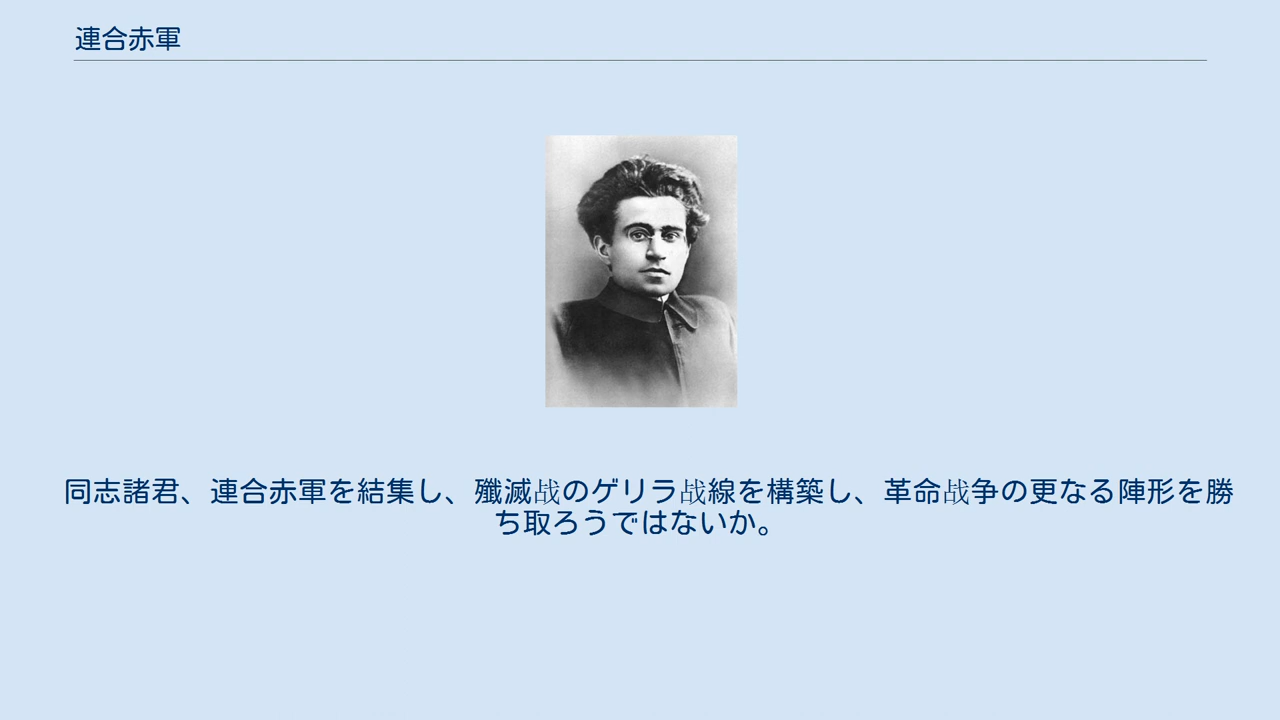 連合赤軍
同志諸君、連合赤軍を結集し、殲滅战のゲリラ战線を構築し、革命战争の更なる陣形を勝
ち取ろうではないか。